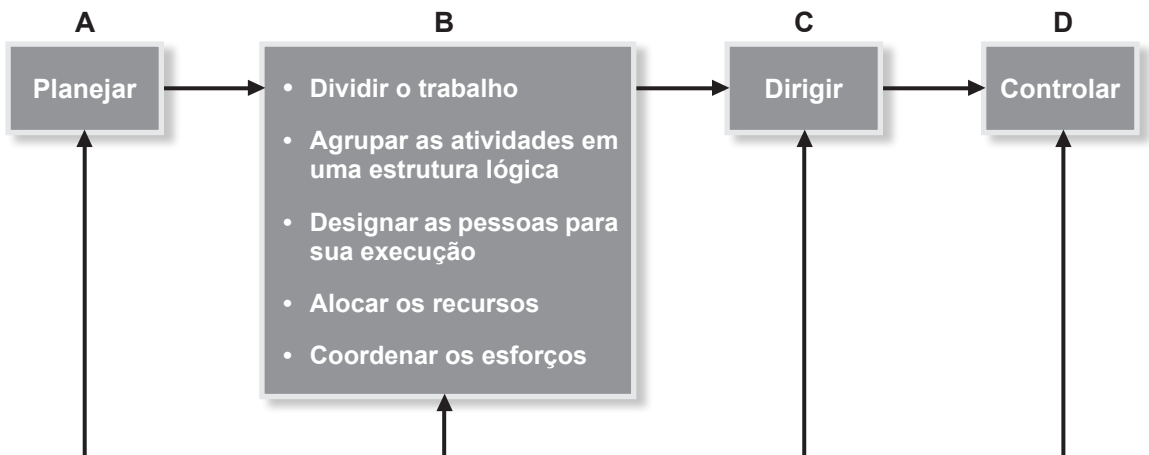 A
B
C
D
Planejar
• Dividir o trabalho
• Agrupar as atividades em
uma estrutura lógica
• Designar as pessoas para
sua execução
• Alocar os recursos
• Coordenar os esforços
Dirigir
Controlar